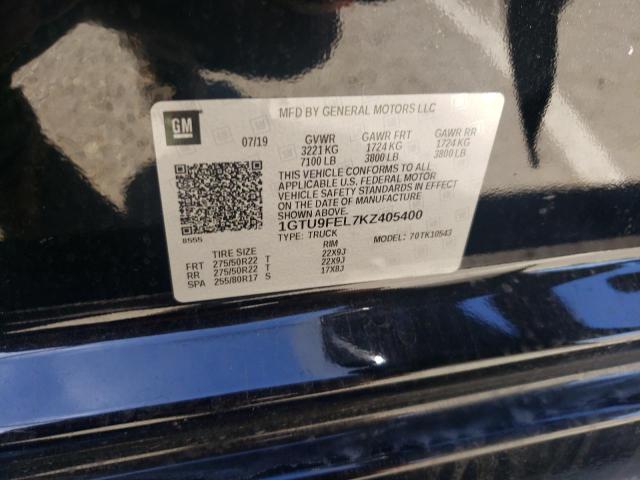 GM
MFD BY GENERAL MOTORS LLC
07/19 GVWR GAWR FRT GAWR RR
3221 KG 1724 KG 1724 KG
7100 LB 3800 LB 3800 LB
THIS VEHICLE CONFORMS TO ALL
APPLICABLE U.S. FEDERAL MOTOR
VEHICLE SAFETY STANDARDS IN EFFECT
ON THE DATE OF MANUFACTURE
SHOWN ABOVE.
1GTU9FEL7KZ405400
8555
TYPE: TRUCK MODEL: 70TK10543
TIRE SIZE RIM
FRT 275/50R22 T 22X9J
RR 275/50R22 T 22X9J
SPA 255/80R17 S 17X8J